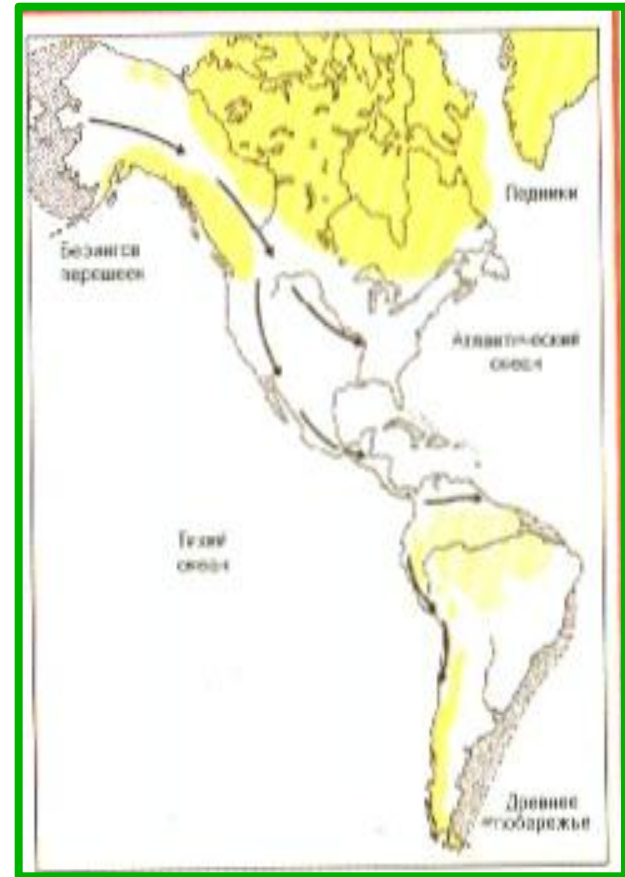 Ледники
Берингов
перешеек
Атлантический
океан
Тихий
океан
Древнее
побережье